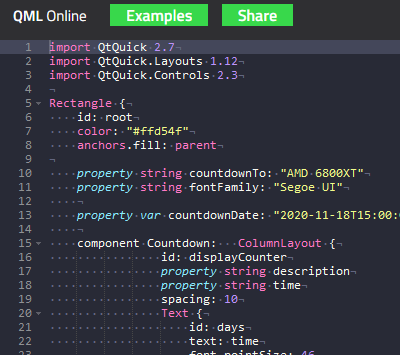 QML Online Examples Share
1 import QtQuick 2.7
2 import QtQuick.Layouts 1.12
3 import QtQuick.Controls 2.3
4
5 Rectangle {
6 id: root
7 color: "#ffd54f"
8 anchors.fill: parent
9
10 property string countdownTo: "AMD 6800XT"
11 property string fontFamily: "Segoe UI"
12
13 property var countdownDate: "2020-11-18T15:00:
14
15 component Countdown: ColumnLayout {
16 id: displayCounter
17 property string description
18 property string time
19 spacing: 10
20 Text {
21 id: days
22 text: time
23 font.pointSize: 46